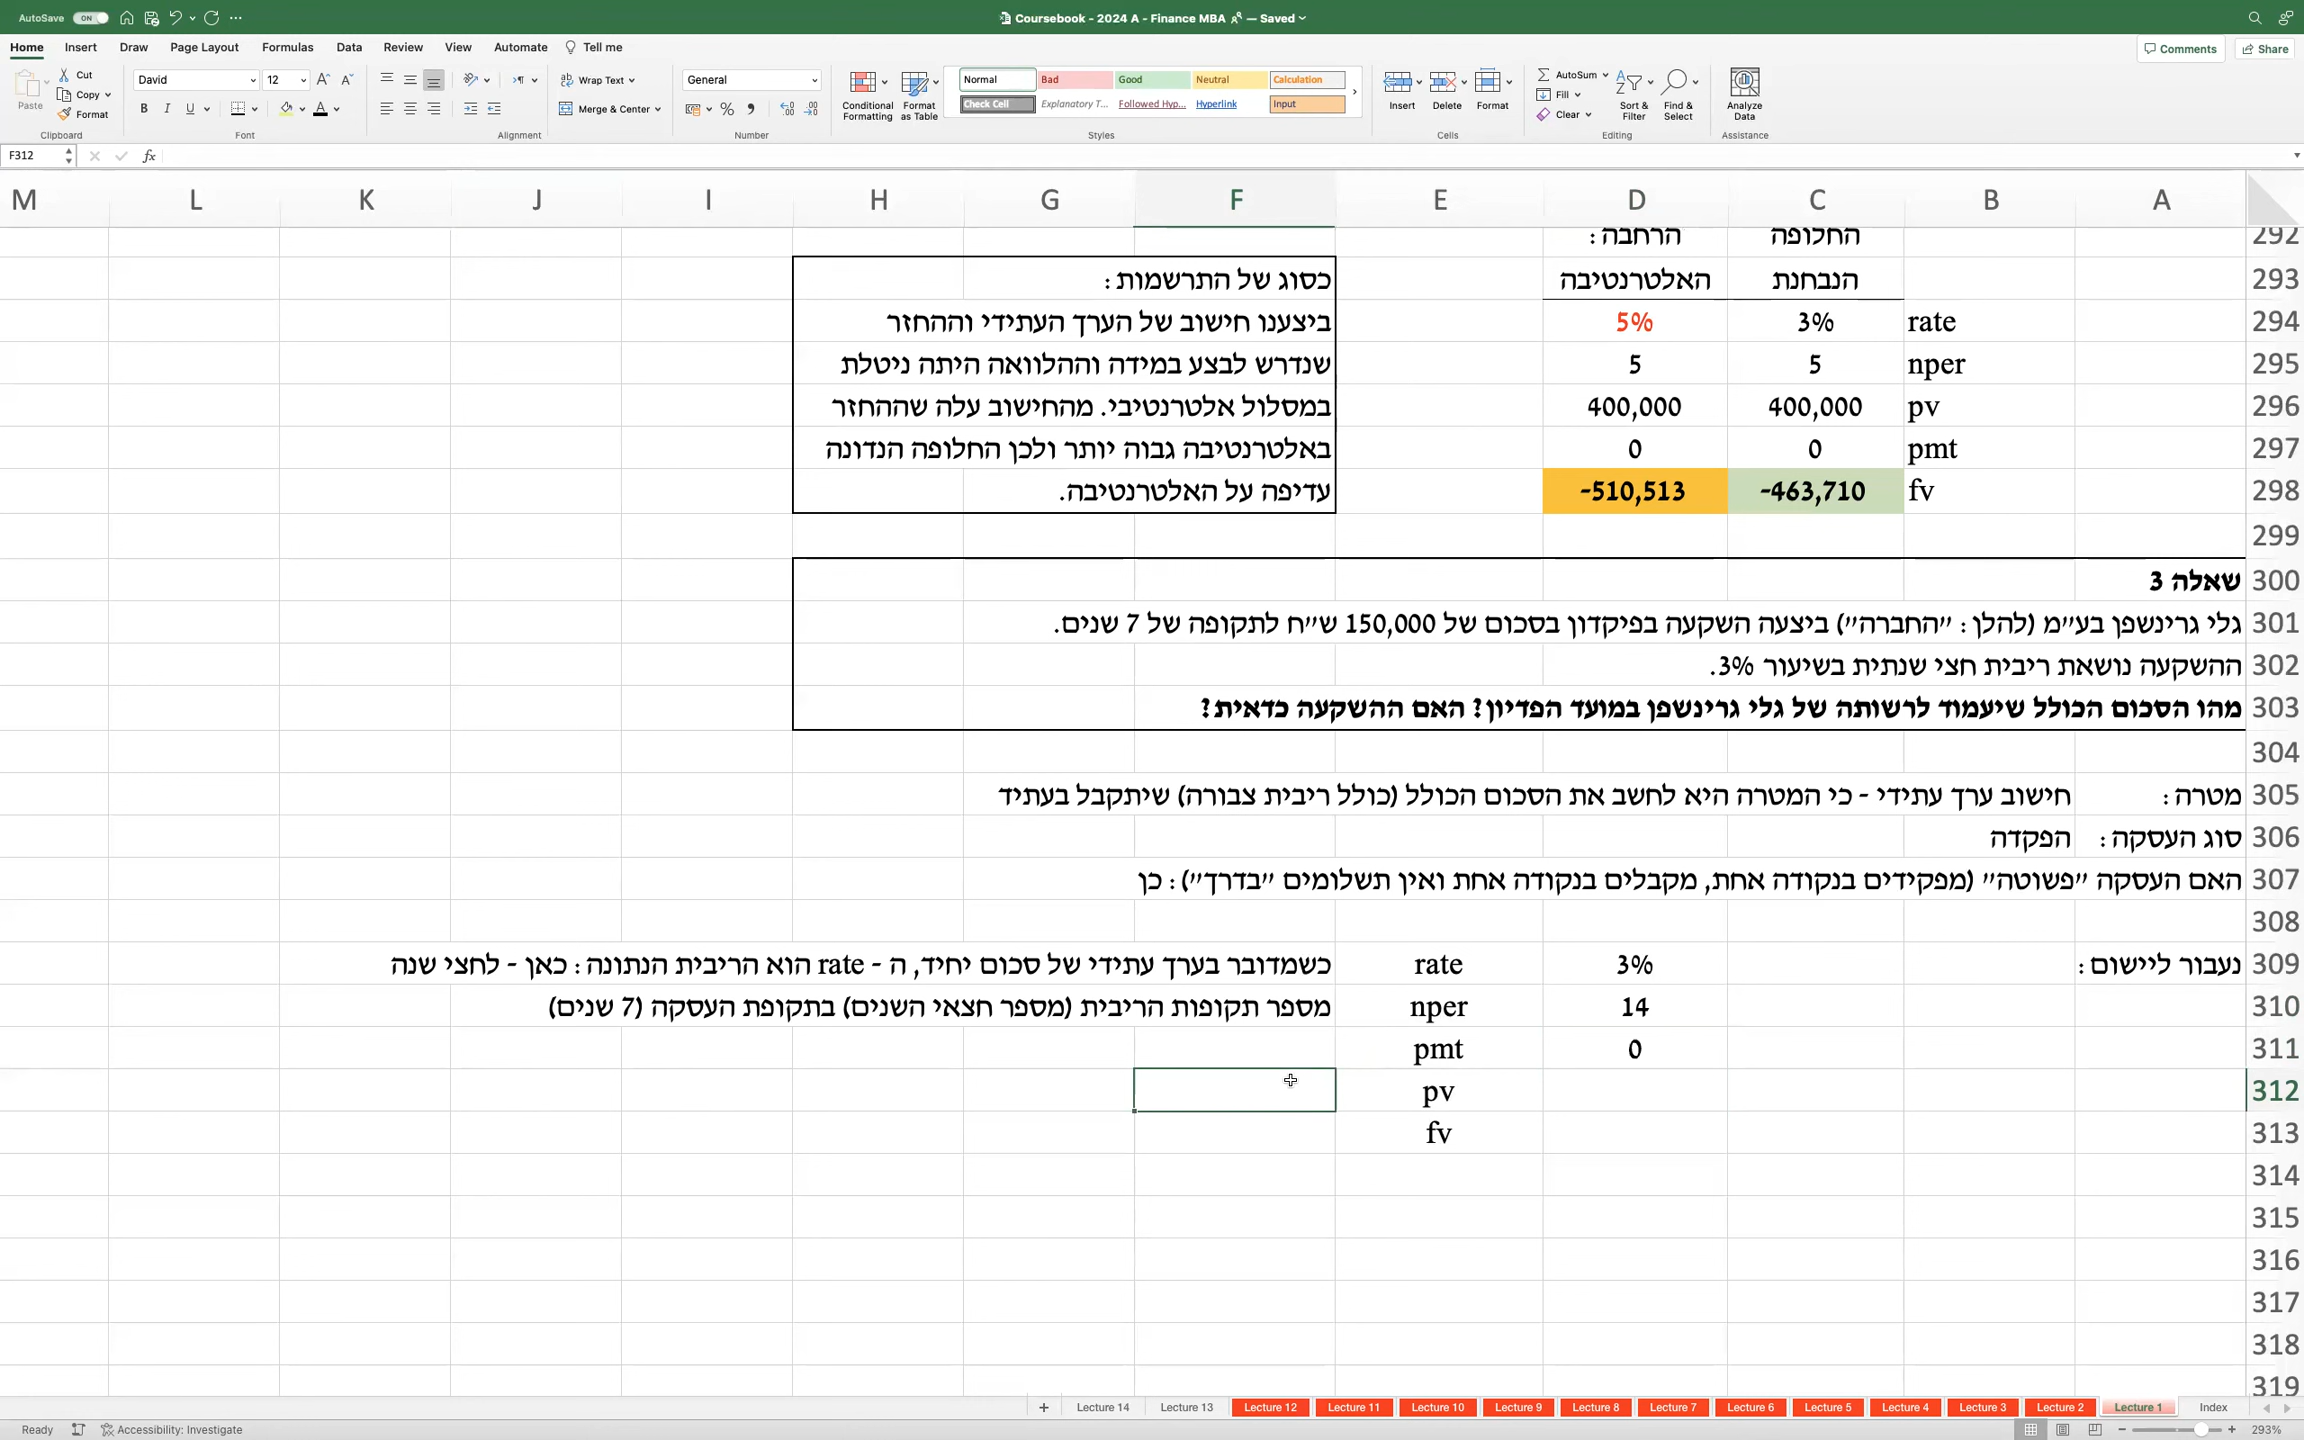 AutoSave ON
Coursebook - 2024 A - Finance MBA — Saved
Home Insert Draw Page Layout Formulas Data Review View Automate Tell me Comments Share
Paste Cut Copy Format Clipboard
David 12 B I U A Font
Wrap Text Merge & Center Alignment
General % Number
Conditional Formatting Format as Table
Normal Bad Good Neutral Calculation
Check Cell Explanatory T... Followed Hyp... Hyperlink Input
Styles
Insert Delete Format Cells
AutoSum Fill Clear Sort & Filter Find & Select Editing
Analyze Data Assistance
F312 fx
M L K J I H G F E D C B A
292 החלופה הרחבה:
293 הנבחנת האלטרנטיבה כסוג של התרשמות:
294 rate 3% 5% ביצענו חישוב של הערך העתידי וההחזר
295 nper 5 5 שנדרש לבצע במידה וההלוואה היתה ניטלת
296 pv 400,000 400,000 במסלול אלטרנטיבי. מהחישוב עלה שההחזר
297 pmt 0 0 באלטרנטיבה גבוה יותר ולכן החלופה הנדונה
298 fv -463,710 -510,513 עדיפה על האלטרנטיבה.
299
300 שאלה 3
301 גלי גרינשפן בע״מ (להלן: ״החברה״) ביצעה השקעה בפיקדון בסכום של 150,000 ש״ח לתקופה של 7 שנים.
302 ההשקעה נושאת ריבית חצי שנתית בשיעור 3%.
303 מהו הסכום הכולל שיעמוד לרשותה של גלי גרינשפן במועד הפדיון? האם ההשקעה כדאית?
304
305 מטרה: חישוב ערך עתידי - כי המטרה היא לחשב את הסכום הכולל (כולל ריבית צבורה) שיתקבל בעתיד
306 סוג העסקה: הפקדה
307 האם העסקה ״פשוטה״ (מפקידים בנקודה אחת, מקבלים בנקודה אחת ואין תשלומים ״בדרך״): כן
308
309 נעבור ליישום: 3% rate כשמדובר בערך עתידי של סכום יחיד, ה - rate הוא הריבית הנתונה: כאן - לחצי שנה
310 14 nper מספר תקופות הריבית (מספר חצאי השנים) בתקופת העסקה (7 שנים)
311 0 pmt
312 pv
313 fv
314
315
316
317
318
319
+ Lecture 14 Lecture 13 Lecture 12 Lecture 11 Lecture 10 Lecture 9 Lecture 8 Lecture 7 Lecture 6 Lecture 5 Lecture 4 Lecture 3 Lecture 2 Lecture 1 Index
Ready Accessibility: Investigate 293%